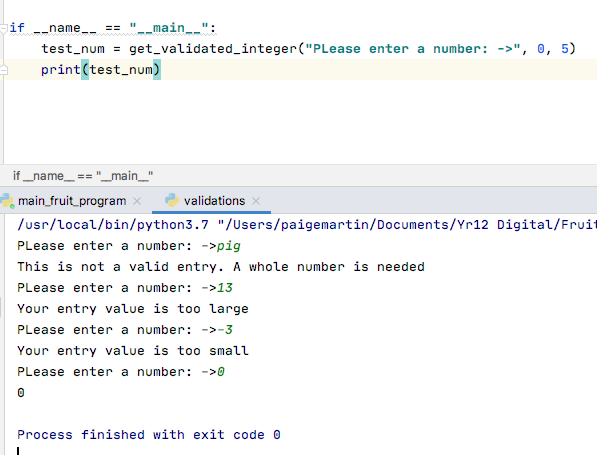 if __name__ == "__main__":
test_num = get_validated_integer("PLease enter a number: ->", 0, 5)
print(test_num)
if __name__ == "__main__"
main_fruit_program × validations ×
/usr/local/bin/python3.7 "/Users/paigemartin/Documents/Yr12 Digital/Fruit
PLease enter a number: ->pig
This is not a valid entry. A whole number is needed
PLease enter a number: ->13
Your entry value is too large
PLease enter a number: ->-3
Your entry value is too small
PLease enter a number: ->0
0
Process finished with exit code 0